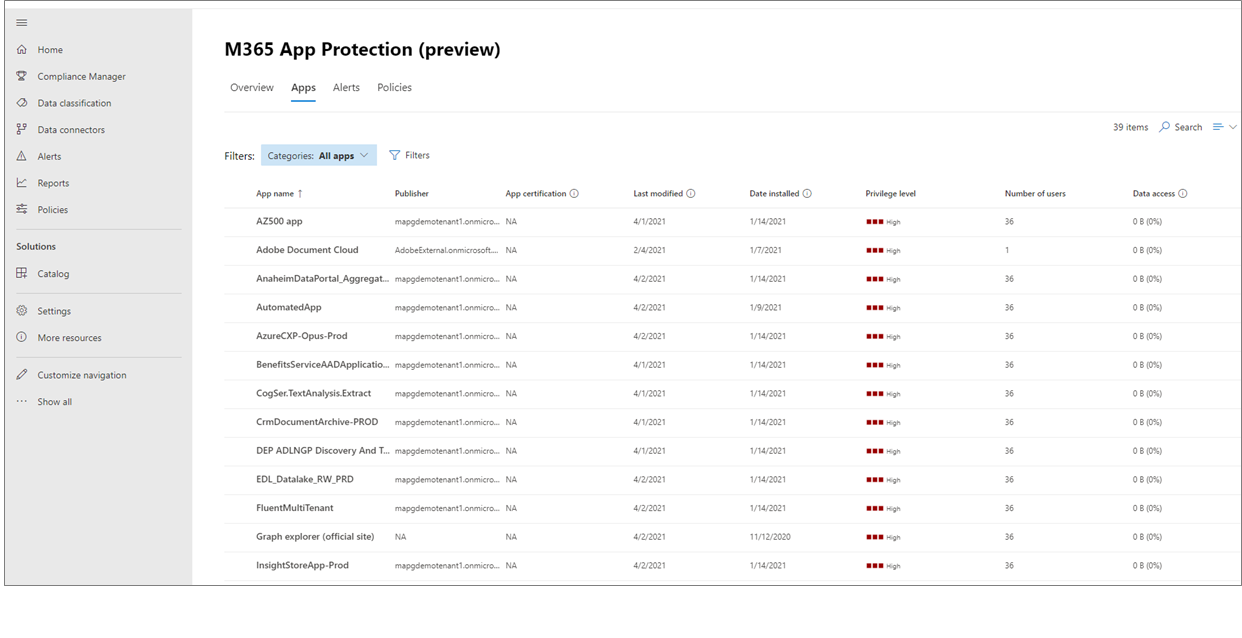 M365 App Protection (preview)
Home
Compliance Manager
Data classification
Data connectors
Alerts
Reports
Policies
Solutions
Catalog
Settings
More resources
Customize navigation
Show all
Overview Apps Alerts Policies
39 items Search
Filters: Categories: All apps Filters
App name ↑ Publisher App certification Last modified Date installed Privilege level Number of users Data access
AZ500 app mapgdemotenant1.onmicro... NA 4/1/2021 1/14/2021 High 36 0 B (0%)
Adobe Document Cloud AdobeExternal.onmicrosoft.... NA 2/4/2021 1/7/2021 High 1 0 B (0%)
AnaheimDataPortal_Aggregat... mapgdemotenant1.onmicro... NA 4/2/2021 1/14/2021 High 36 0 B (0%)
AutomatedApp mapgdemotenant1.onmicro... NA 4/2/2021 1/9/2021 High 36 0 B (0%)
AzureCXP-Opus-Prod mapgdemotenant1.onmicro... NA 4/2/2021 1/14/2021 High 36 0 B (0%)
BenefitsServiceAADApplicatio... mapgdemotenant1.onmicro... NA 4/1/2021 1/14/2021 High 36 0 B (0%)
CogSer.TextAnalysis.Extract mapgdemotenant1.onmicro... NA 4/1/2021 1/14/2021 High 36 0 B (0%)
CrmDocumentArchive-PROD mapgdemotenant1.onmicro... NA 4/1/2021 1/14/2021 High 36 0 B (0%)
DEP ADLNGP Discovery And T... mapgdemotenant1.onmicro... NA 4/1/2021 1/14/2021 High 36 0 B (0%)
EDL_Datalake_RW_PRD mapgdemotenant1.onmicro... NA 4/2/2021 1/14/2021 High 36 0 B (0%)
FluentMultiTenant mapgdemotenant1.onmicro... NA 4/2/2021 1/14/2021 High 36 0 B (0%)
Graph explorer (official site) NA NA 4/2/2021 11/12/2020 High 36 0 B (0%)
InsightStoreApp-Prod mapgdemotenant1.onmicro... NA 4/2/2021 1/14/2021 High 36 0 B (0%)